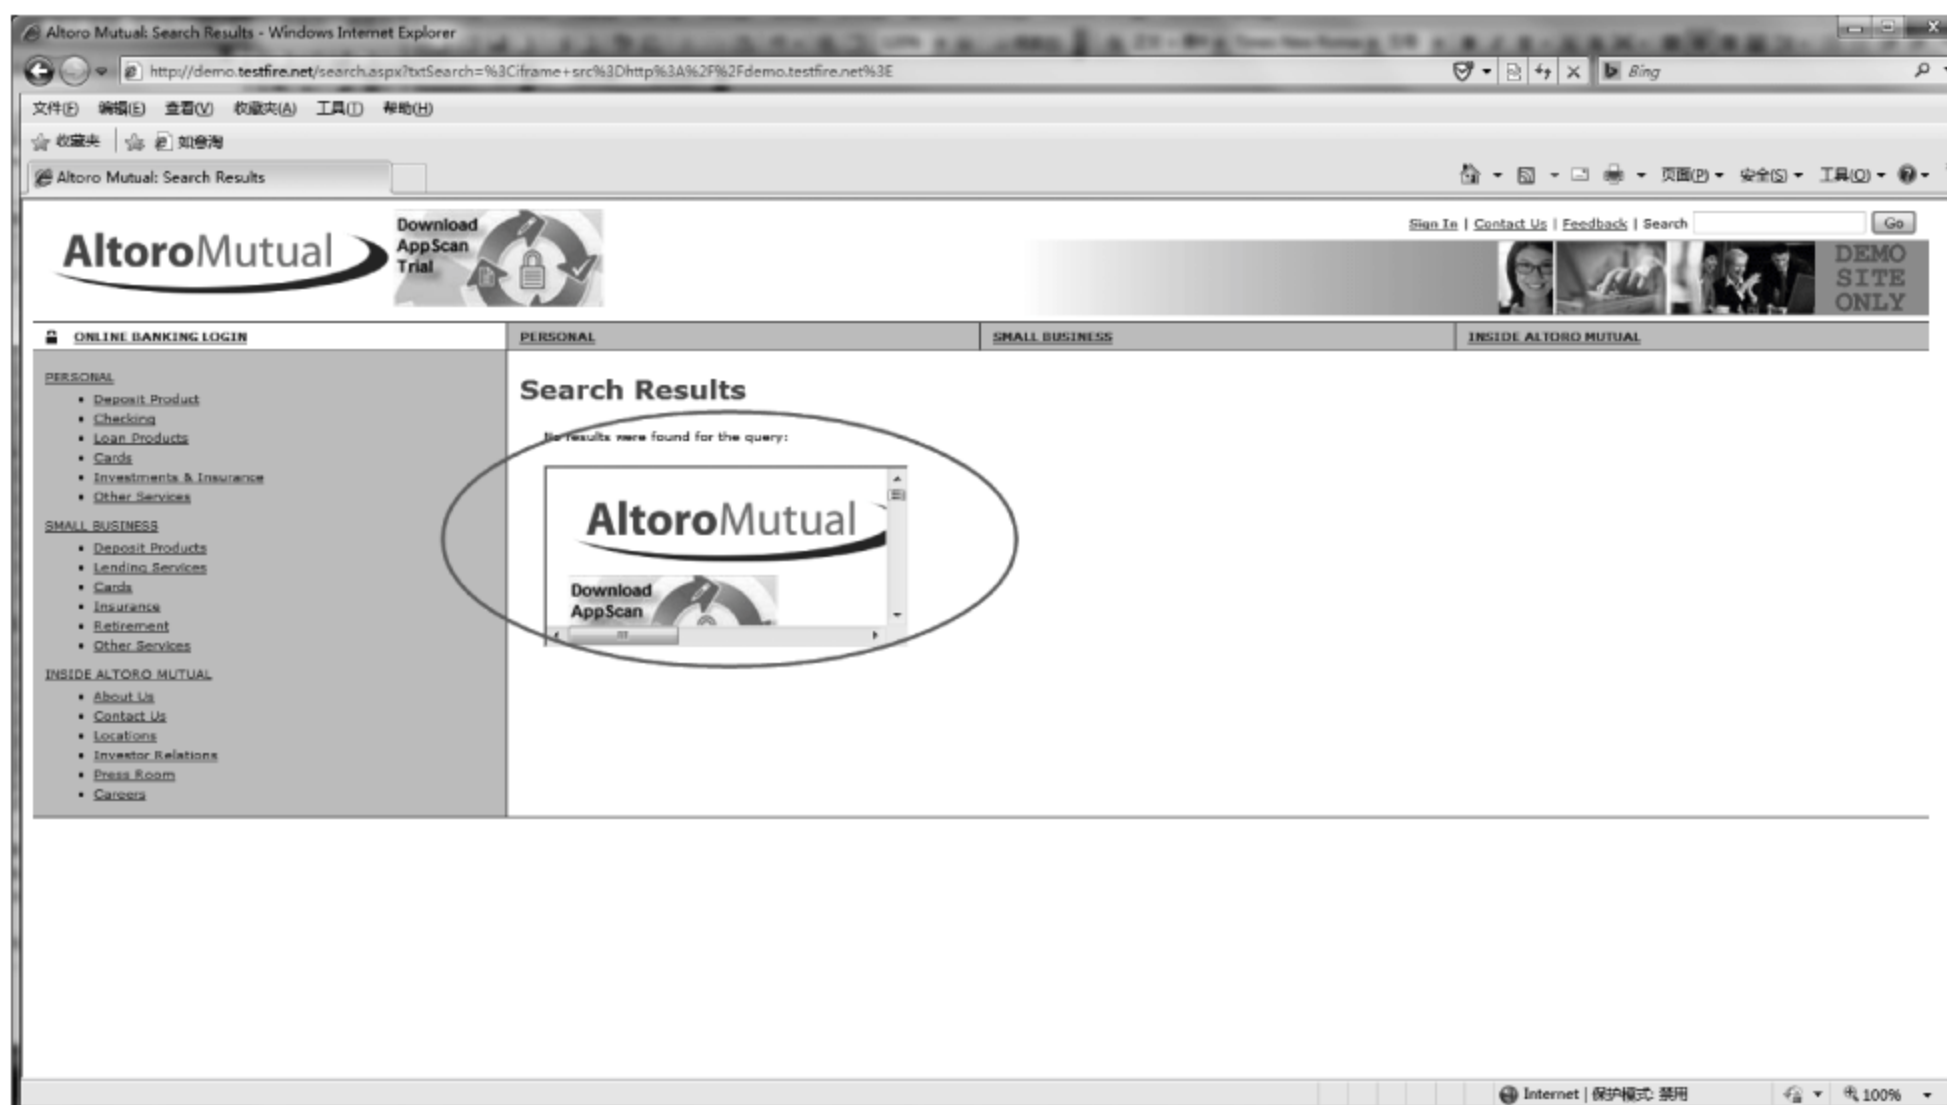 Altoro Mutual: Search Results - Windows Internet Explorer
http://demo.testfire.net/search.aspx?txtSearch=%3Ciframe+src%3Dhttp%3A%2F%2Fdemo.testfire.net%3E
Bing
文件(F) 编辑(E) 查看(V) 收藏夹(A) 工具(T) 帮助(H)
收藏夹
Altoro Mutual: Search Results
页面(P) 安全(S) 工具(O)
AltoroMutual
Download
AppScan
Trial
Sign In | Contact Us | Feedback | Search
Go
DEMO
SITE
ONLY
ONLINE BANKING LOGIN
PERSONAL
SMALL BUSINESS
INSIDE ALTORO MUTUAL
PERSONAL
Deposit Product
Checking
Loan Products
Cards
Investments & Insurance
Other Services
SMALL BUSINESS
Deposit Products
Lending Services
Cards
Insurance
Retirement
Other Services
INSIDE ALTORO MUTUAL
About Us
Contact Us
Locations
Investor Relations
Press Room
Careers
Search Results
No results were found for the query:
AltoroMutual
Download
AppScan
Internet | 保护模式: 禁用
100%